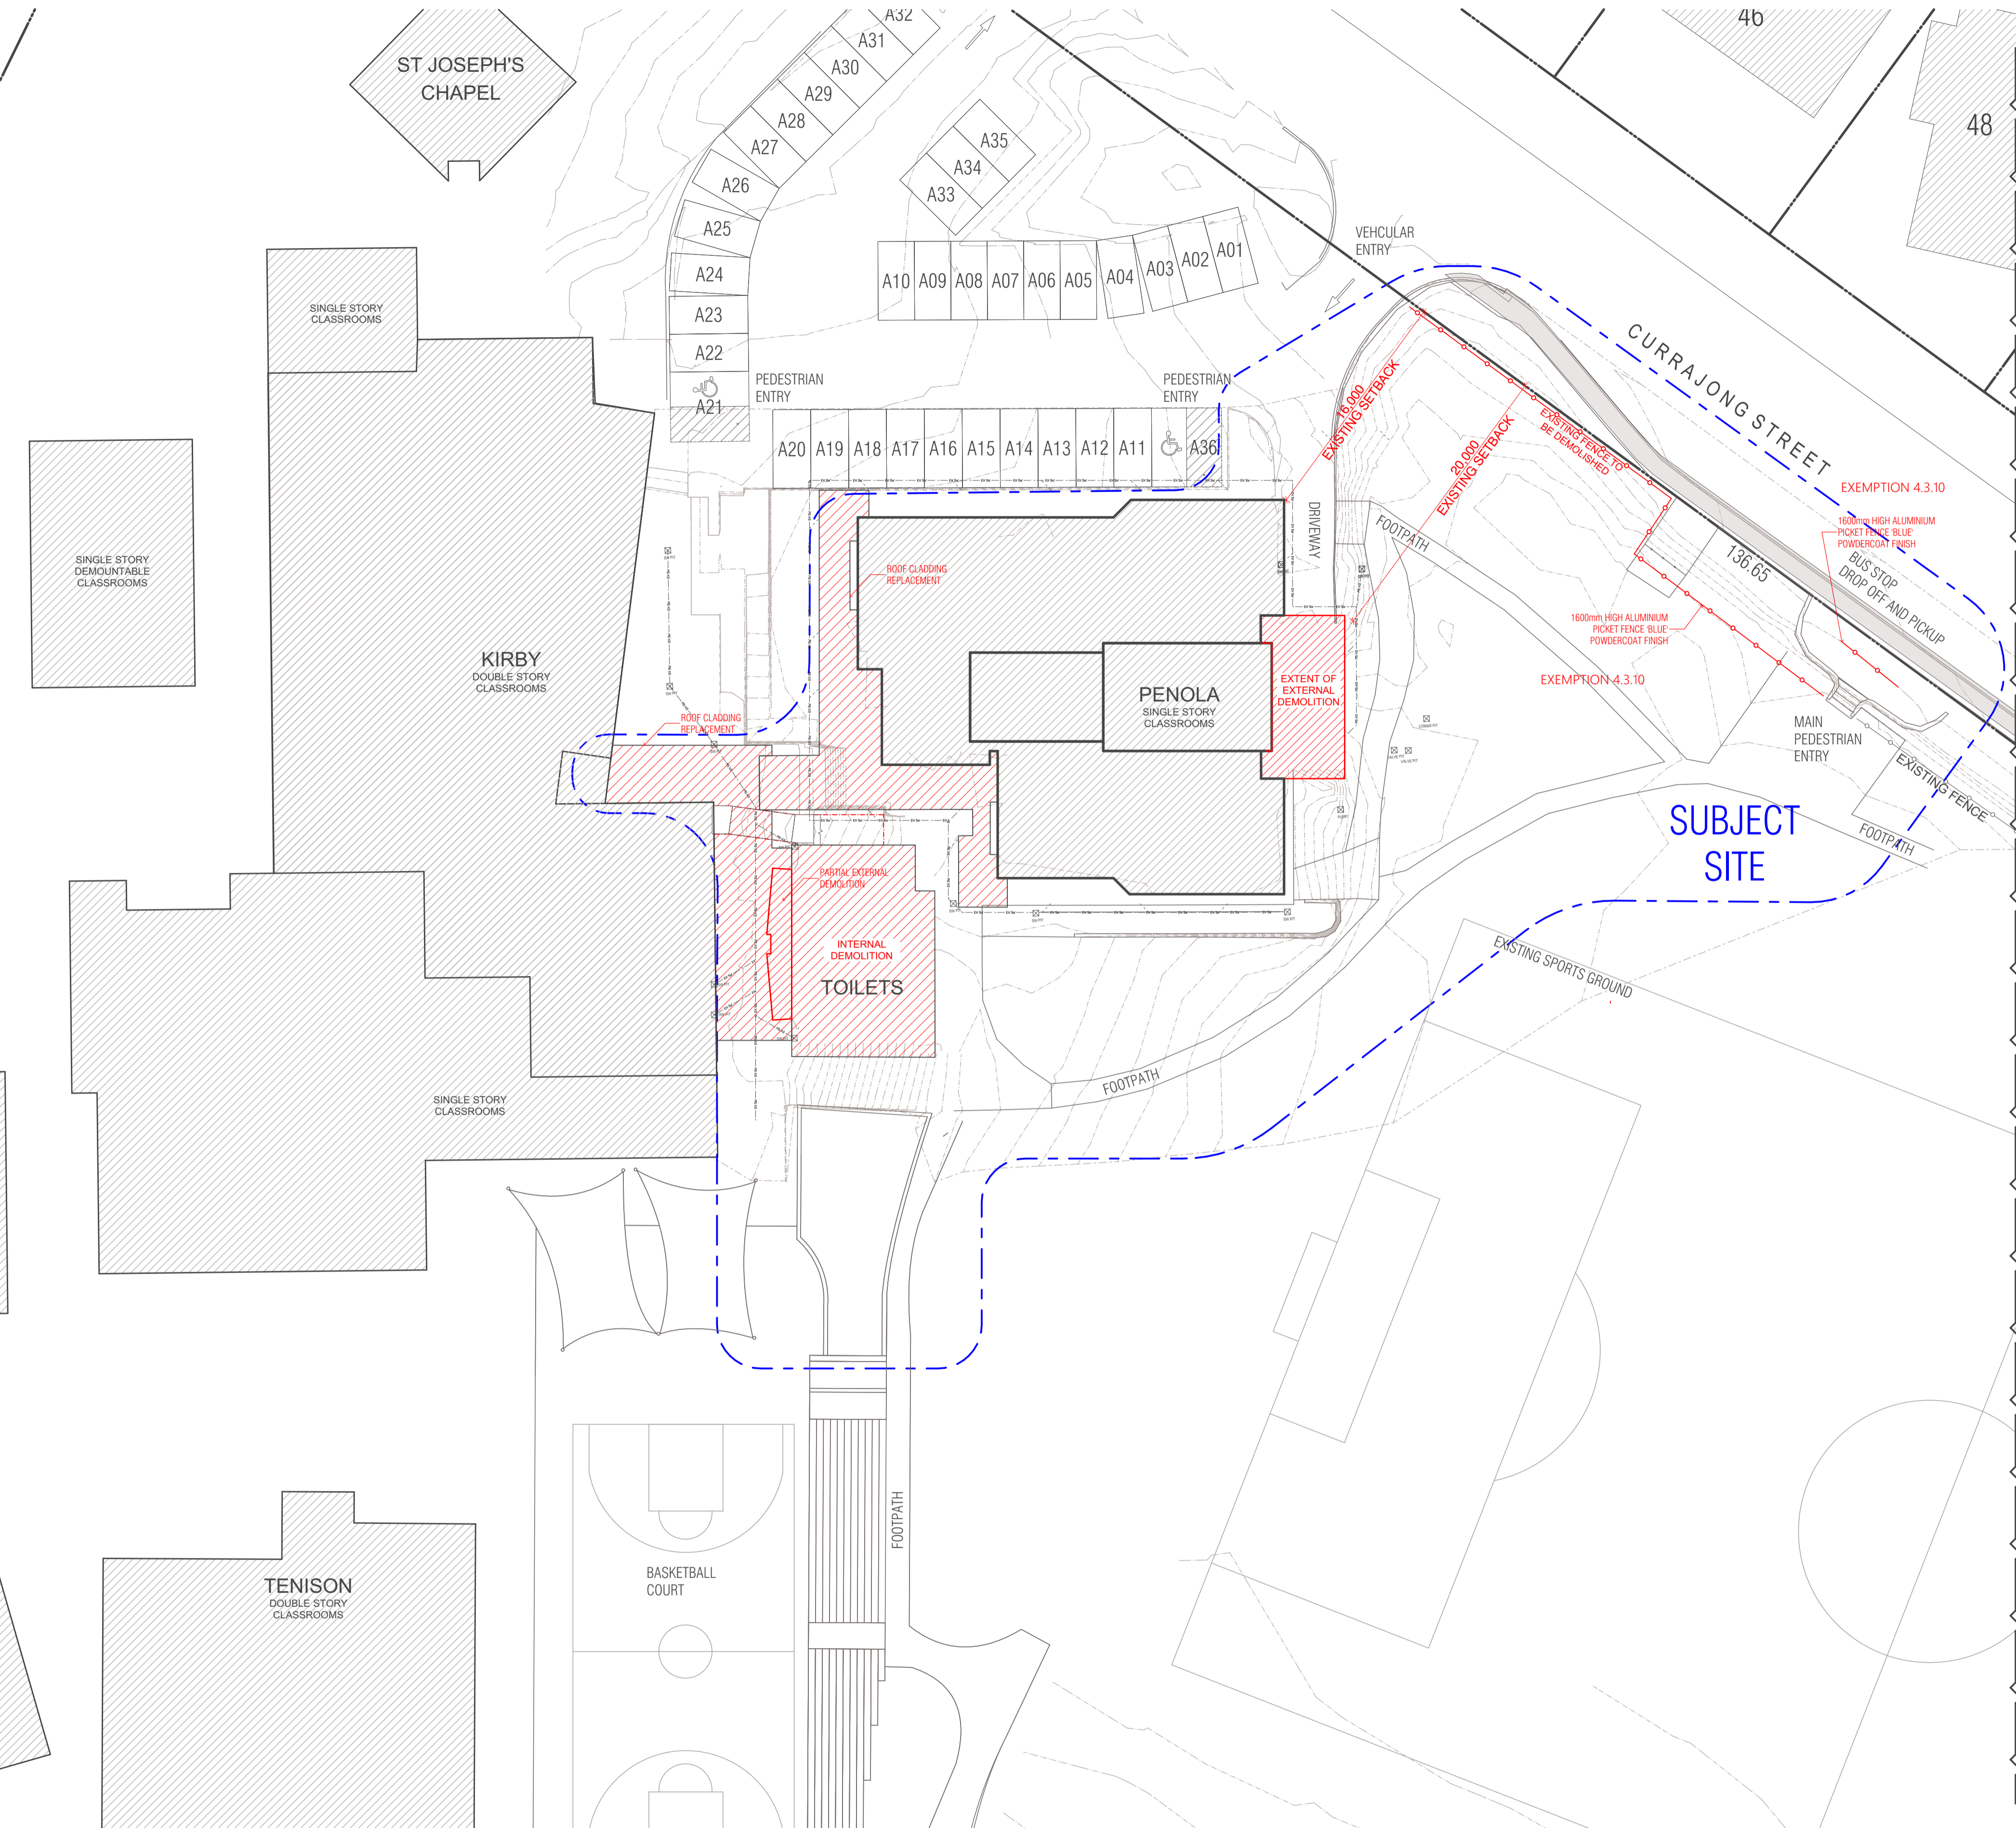 A32
A31
A30
A29
A28
A27
A26
A25
A24
A23
A22
A21
46
48
ST JOSEPH'S
CHAPEL
A35
A34
A33
A10
A09
A08
A07
A06
A05
A04
A03
A02
A01
VEHCULAR
ENTRY
SINGLE STORY
CLASSROOMS
PEDESTRIAN
ENTRY
PEDESTRIAN
ENTRY
A20
A19
A18
A17
A16
A15
A14
A13
A12
A11
A36
16.000
EXISTING SETBACK
20.000
EXISTING SETBACK
EXISTING FENCE TO
BE DEMOLISHED
CURRAJONG STREET
EXEMPTION 4.3.10
1600mm HIGH ALUMINIUM
PICKET FENCE 'BLUE'
POWDERCOAT FINISH
BUS STOP
DROP OFF AND PICKUP
136.65
DRIVEWAY
FOOTPATH
SINGLE STORY
DEMOUNTABLE
CLASSROOMS
ROOF CLADDING
REPLACEMENT
1600mm HIGH ALUMINIUM
PICKET FENCE 'BLUE'
POWDERCOAT FINISH
EXEMPTION 4.3.10
KIRBY
DOUBLE STORY
CLASSROOMS
PENOLA
SINGLE STORY
CLASSROOMS
EXTENT OF
EXTERNAL
DEMOLITION
ROOF CLADDING
REPLACEMENT
MAIN
PEDESTRIAN
ENTRY
EXISTING FENCE
FOOTPATH
SUBJECT
SITE
PARTIAL EXTERNAL
DEMOLITION
INTERNAL
DEMOLITION
TOILETS
EXISTING SPORTS GROUND
FOOTPATH
SINGLE STORY
CLASSROOMS
FOOTPATH
BASKETBALL
COURT
TENISON
DOUBLE STORY
CLASSROOMS